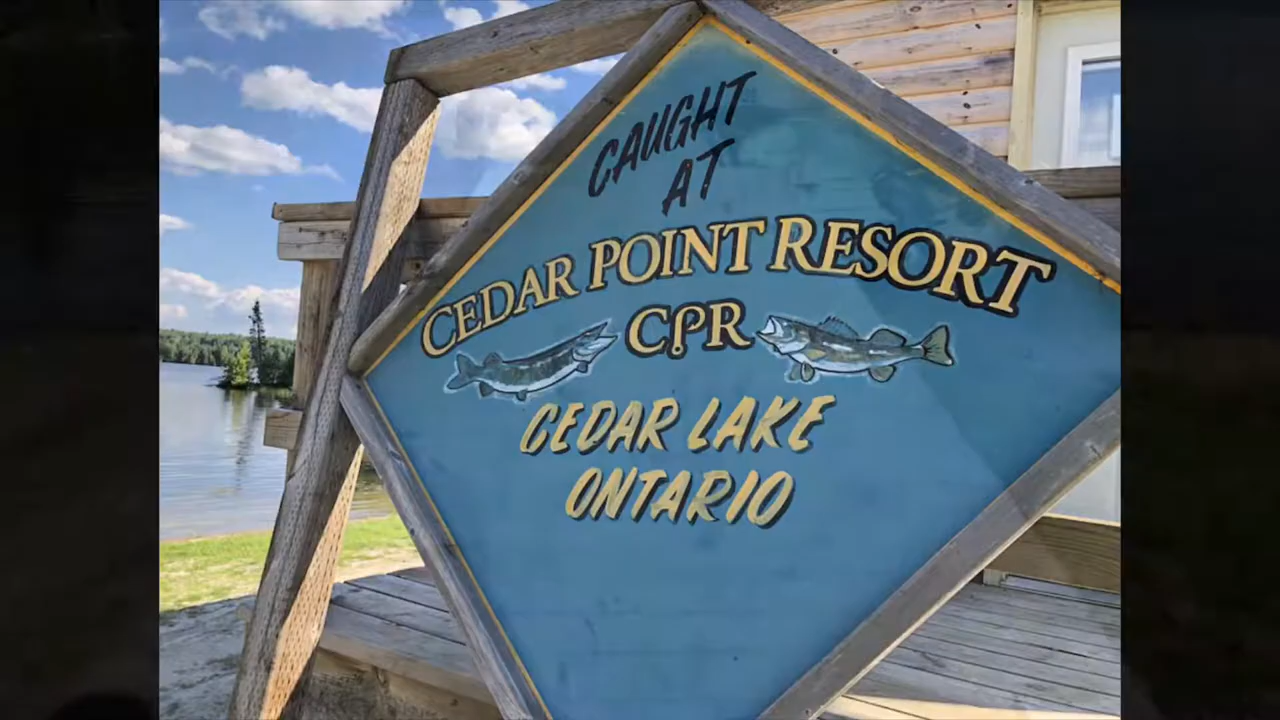 CAUGHT
AT
CEDAR POINT RESORT
CPR
CEDAR LAKE
ONTARIO